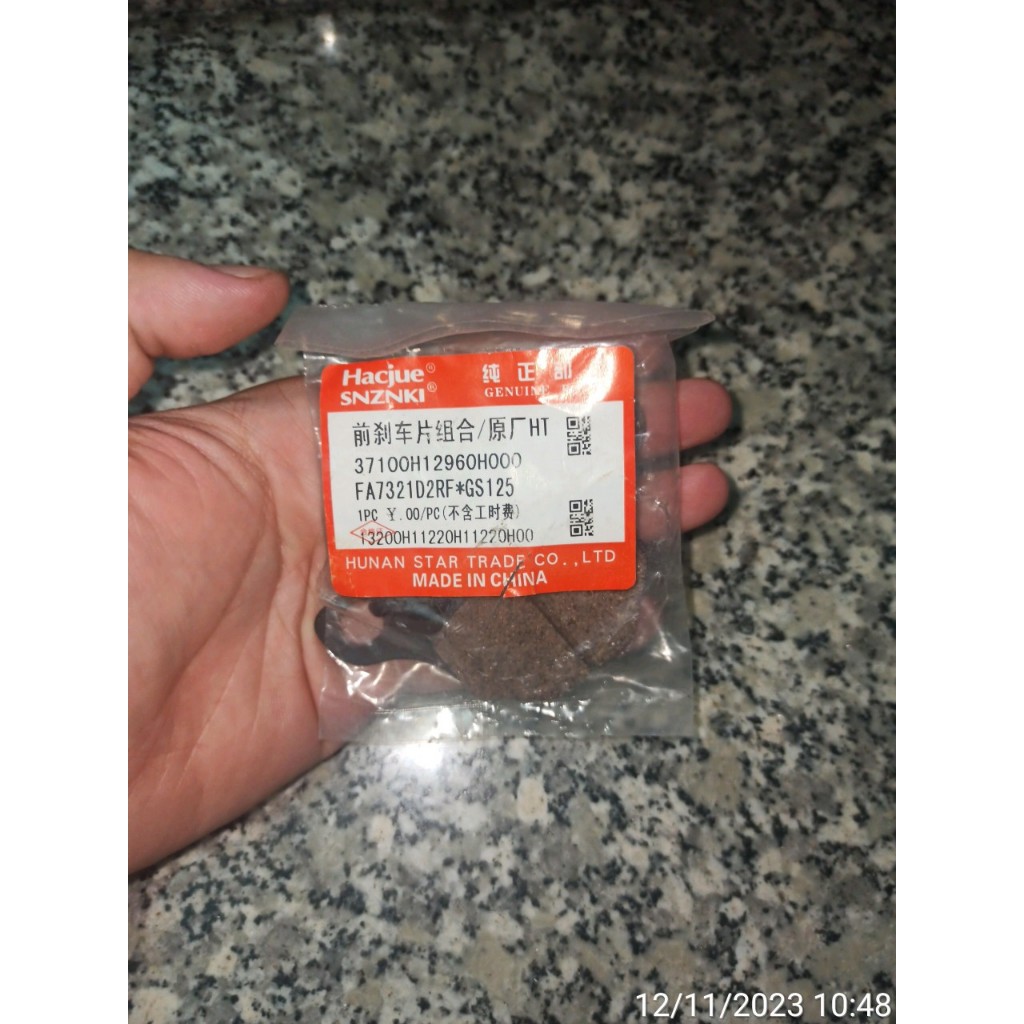 Hacjue®
SNZNKI®
纯正部
GENUINE
前刹车片组合/原厂HT
37100H12960H000
FA7321D2RF*GS125
1PC ¥.00/PC(不含工时费)
13200H11220H11220H00
HUNAN STAR TRADE CO.,LTD
MADE IN CHINA
12/11/2023 10:48